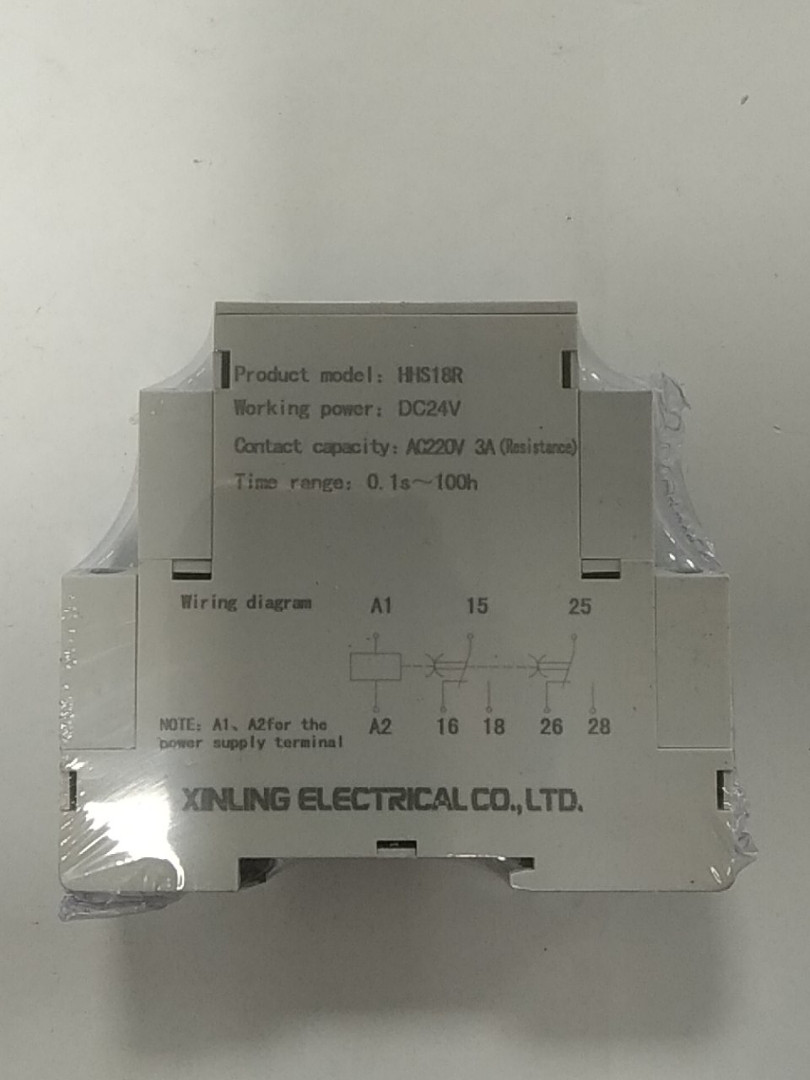 Product model: HHS18R
Working power: DC24V
Contact capacity: AC220V 3A (Resistance)
Time range: 0.1s～100h
Wiring diagram A1 15 25
NOTE: A1、A2for the
power supply terminal
A2 16 18 26 28
XINLING ELECTRICAL CO., LTD.